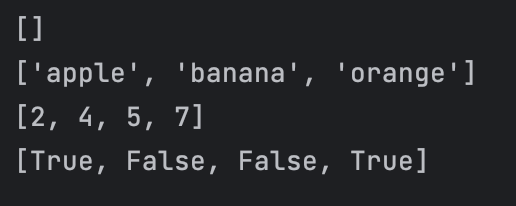 []
['apple', 'banana', 'orange']
[2, 4, 5, 7]
[True, False, False, True]